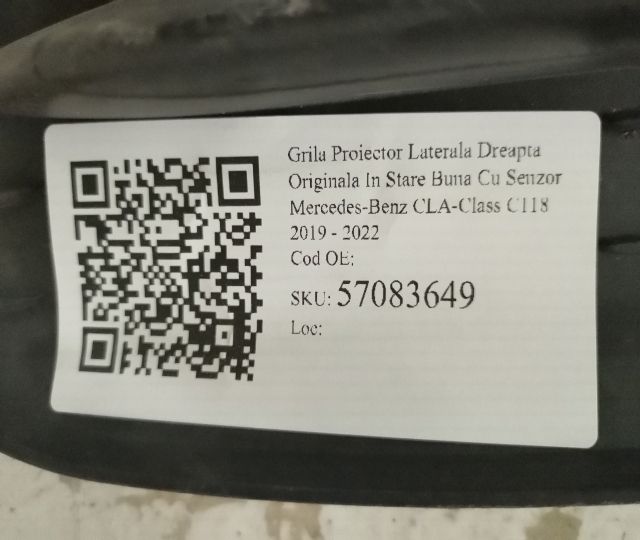 Grila Proiector Laterala Dreapta
Originala In Stare Buna Cu Senzor
Mercedes-Benz CLA-Class C118
2019 - 2022
Cod OE:
SKU: 57083649
Loc: